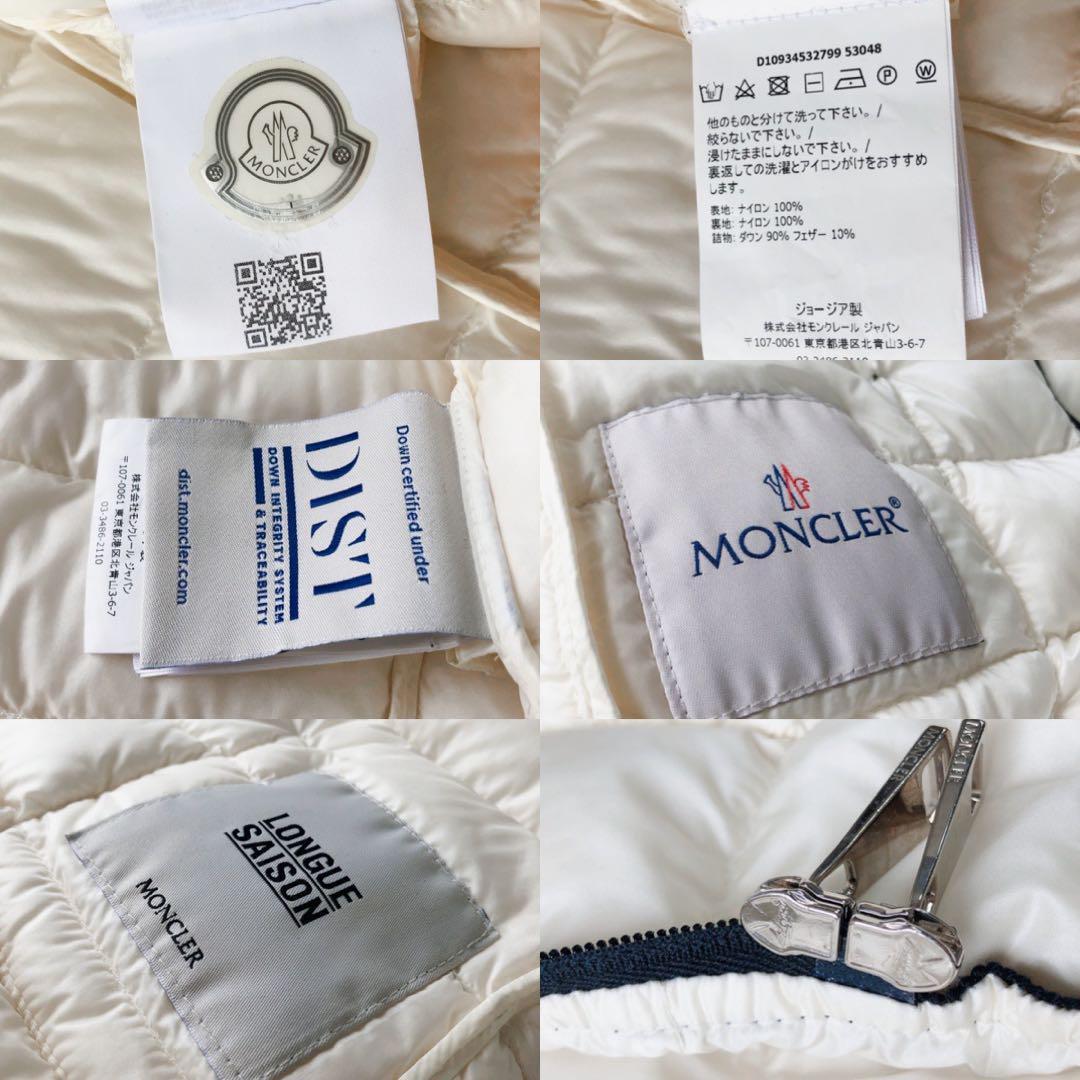 MONCLER
D10934532799 53048
P
W
他のものと分けて洗って下さい。/
絞らないで下さい。/
浸けたままにしないで下さい。/
裏返しての洗濯とアイロンがけをおすすめ
します。
表地: ナイロン 100%
裏地: ナイロン 100%
詰物: ダウン 90% フェザー 10%
ジョージア製
株式会社モンクレール ジャパン
〒107-0061 東京都港区北青山3-6-7
03-3486-2110
Down certified under
DIST
DOWN INTEGRITY SYSTEM
& TRACEABILITY
dist.moncler.com
株式会社モンクレール ジャパン
〒107-0061 東京都港区北青山3-6-7
03-3486-2110
MONCLER®
LONGUE
SAISON
MONCLER
MONCLER
MONCLER